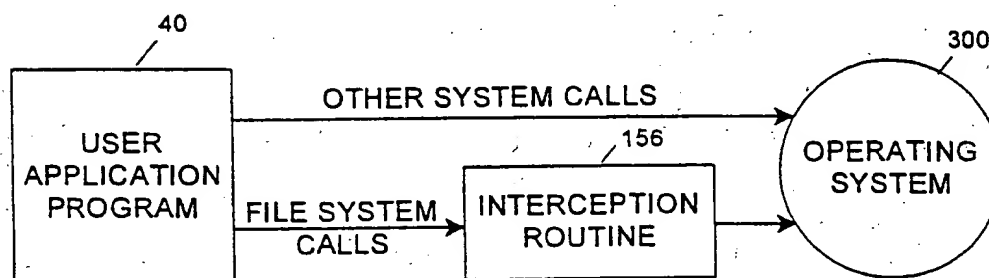 40
300
OTHER SYSTEM CALLS
156
USER
APPLICATION
PROGRAM
OPERATING
SYSTEM
FILE SYSTEM
CALLS
INTERCEPTION
ROUTINE